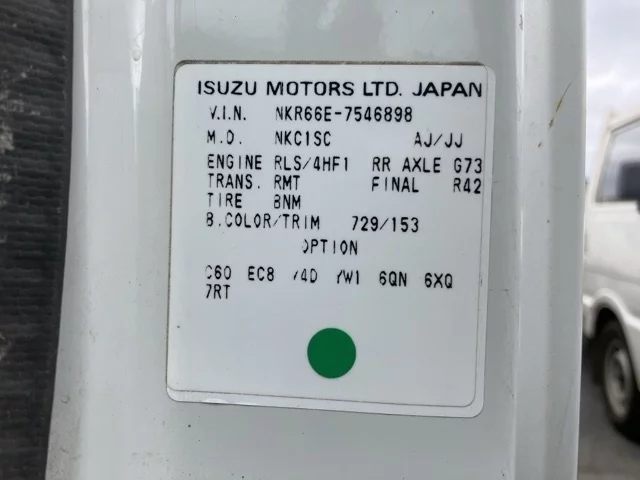 ISUZU MOTORS LTD. JAPAN
V.I.N. NKR66E-7546898
M.D. NKC1SC AJ/JJ
ENGINE RLS/4HF1 RR AXLE G73
TRANS. RMT FINAL R42
TIRE 8NM
B.COLOR/TRIM 729/153
OPTION
C60 EC8 Y4D YW1 6QN 6XQ
7RT